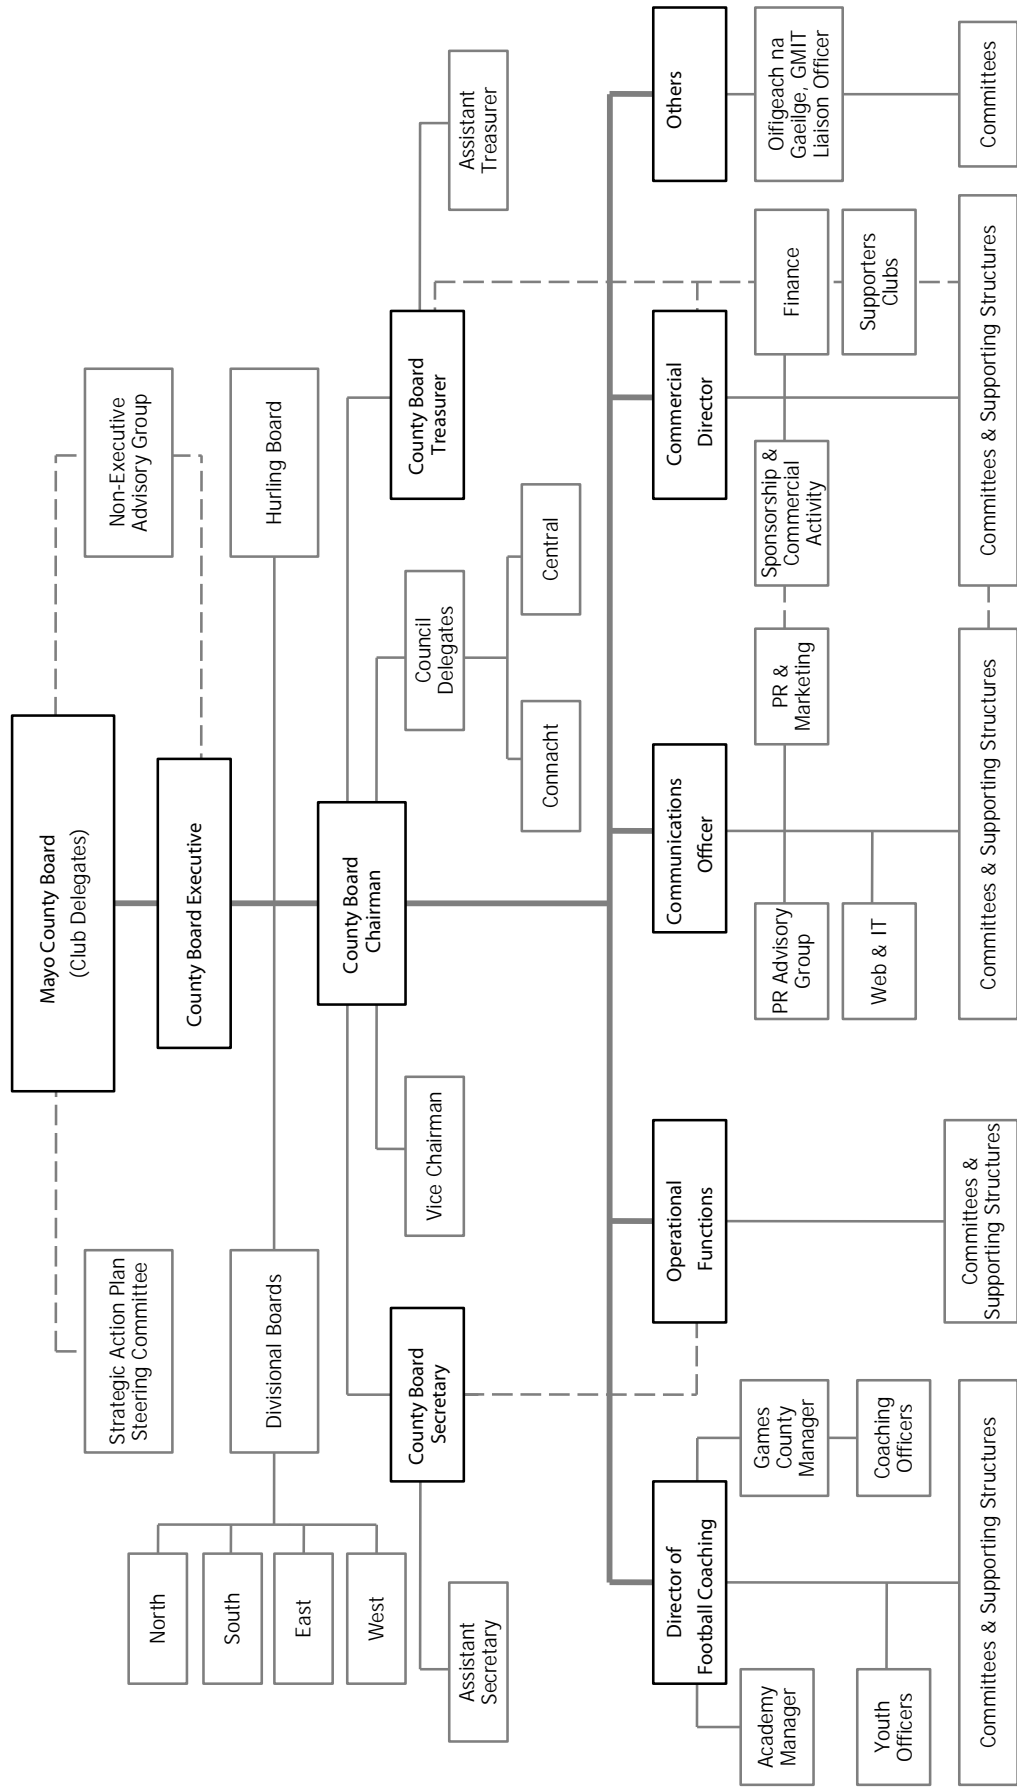 Mayo County Board
(Club Delegates)
Strategic Action Plan
Steering Committee
Non-Executive
Advisory Group
County Board Executive
North
South
East
West
Divisional Boards
Hurling Board
County Board
Chairman
County Board
Secretary
Vice Chairman
Council
Delegates
County Board
Treasurer
Assistant
Secretary
Connacht
Central
Assistant
Treasurer
Director of
Football Coaching
Operational
Functions
Communications
Officer
Commercial
Director
Others
Academy
Manager
Games
County
Manager
PR Advisory
Group
PR &
Marketing
Sponsorship &
Commercial
Activity
Finance
Oifigeach na
Gaeilge, GMIT
Liaison Officer
Youth
Officers
Coaching
Officers
Web & IT
Supporters
Clubs
Committees & Supporting Structures
Committees &
Supporting Structures
Committees & Supporting Structures
Committees & Supporting Structures
Committees